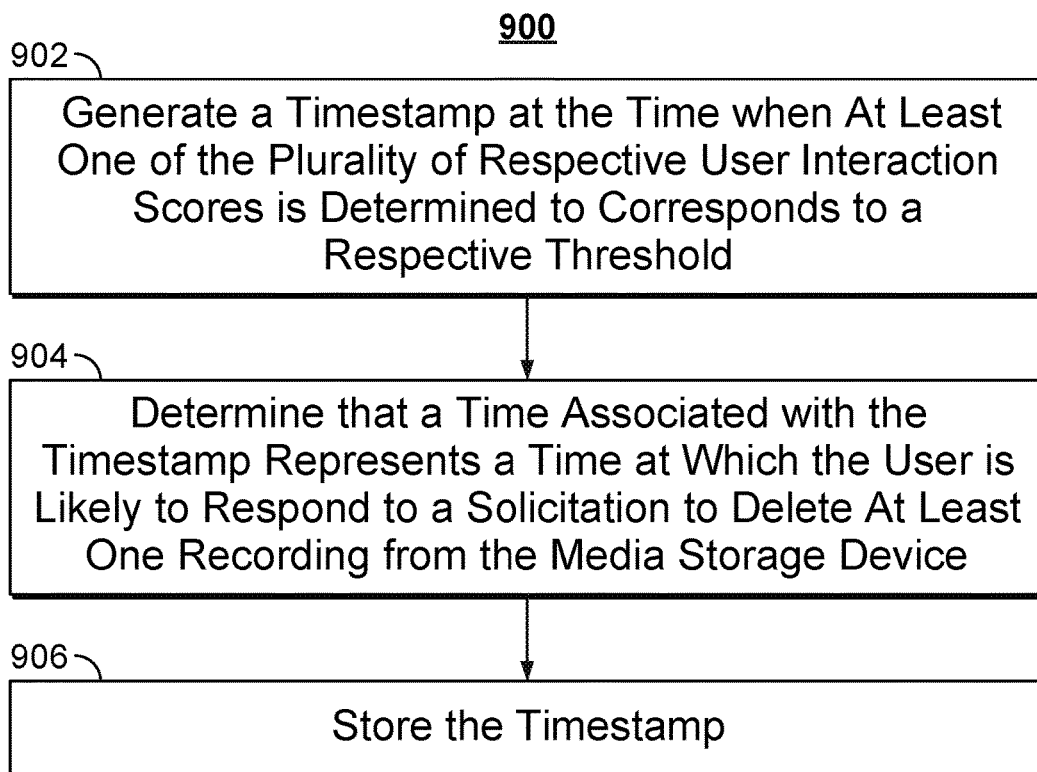 900
902
Generate a Timestamp at the Time when At Least
One of the Plurality of Respective User Interaction
Scores is Determined to Corresponds to a
Respective Threshold
904
Determine that a Time Associated with the
Timestamp Represents a Time at Which the User is
Likely to Respond to a Solicitation to Delete At Least
One Recording from the Media Storage Device
906
Store the Timestamp